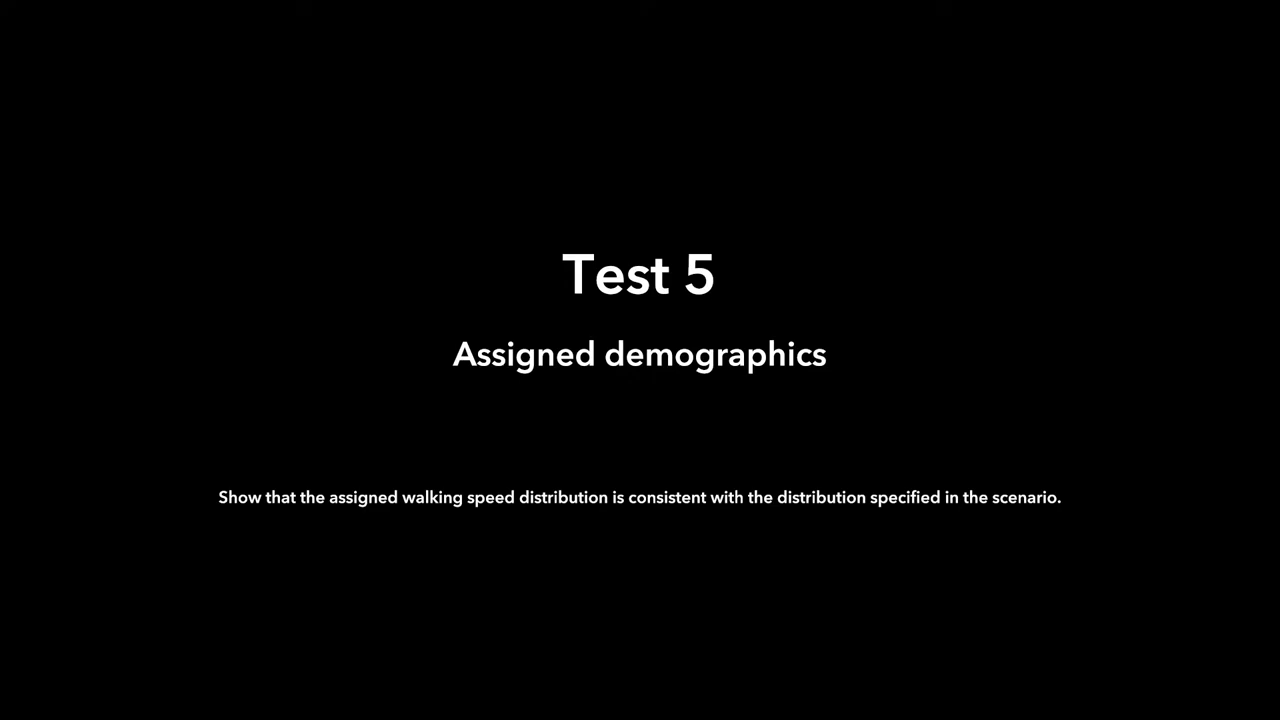 Test 5
Assigned demographics
Show that the assigned walking speed distribution is consistent with the distribution specified in the scenario.